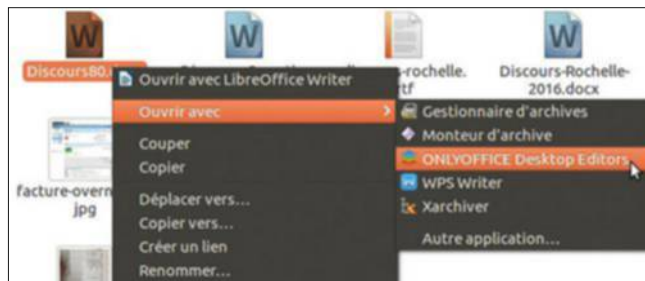 Discours80.
-rochelle.
rtf
Discours-Rochelle-
2016.docx
Ouvrir avec LibreOffice Writer
Ouvrir avec
Couper
Copier
Déplacer vers...
Copier vers...
Créer un lien
Renommer...
Gestionnaire d'archives
Monteur d'archive
ONLYOFFICE Desktop Editors
WPS Writer
Xarchiver
Autre application...
facture-overn
jpg